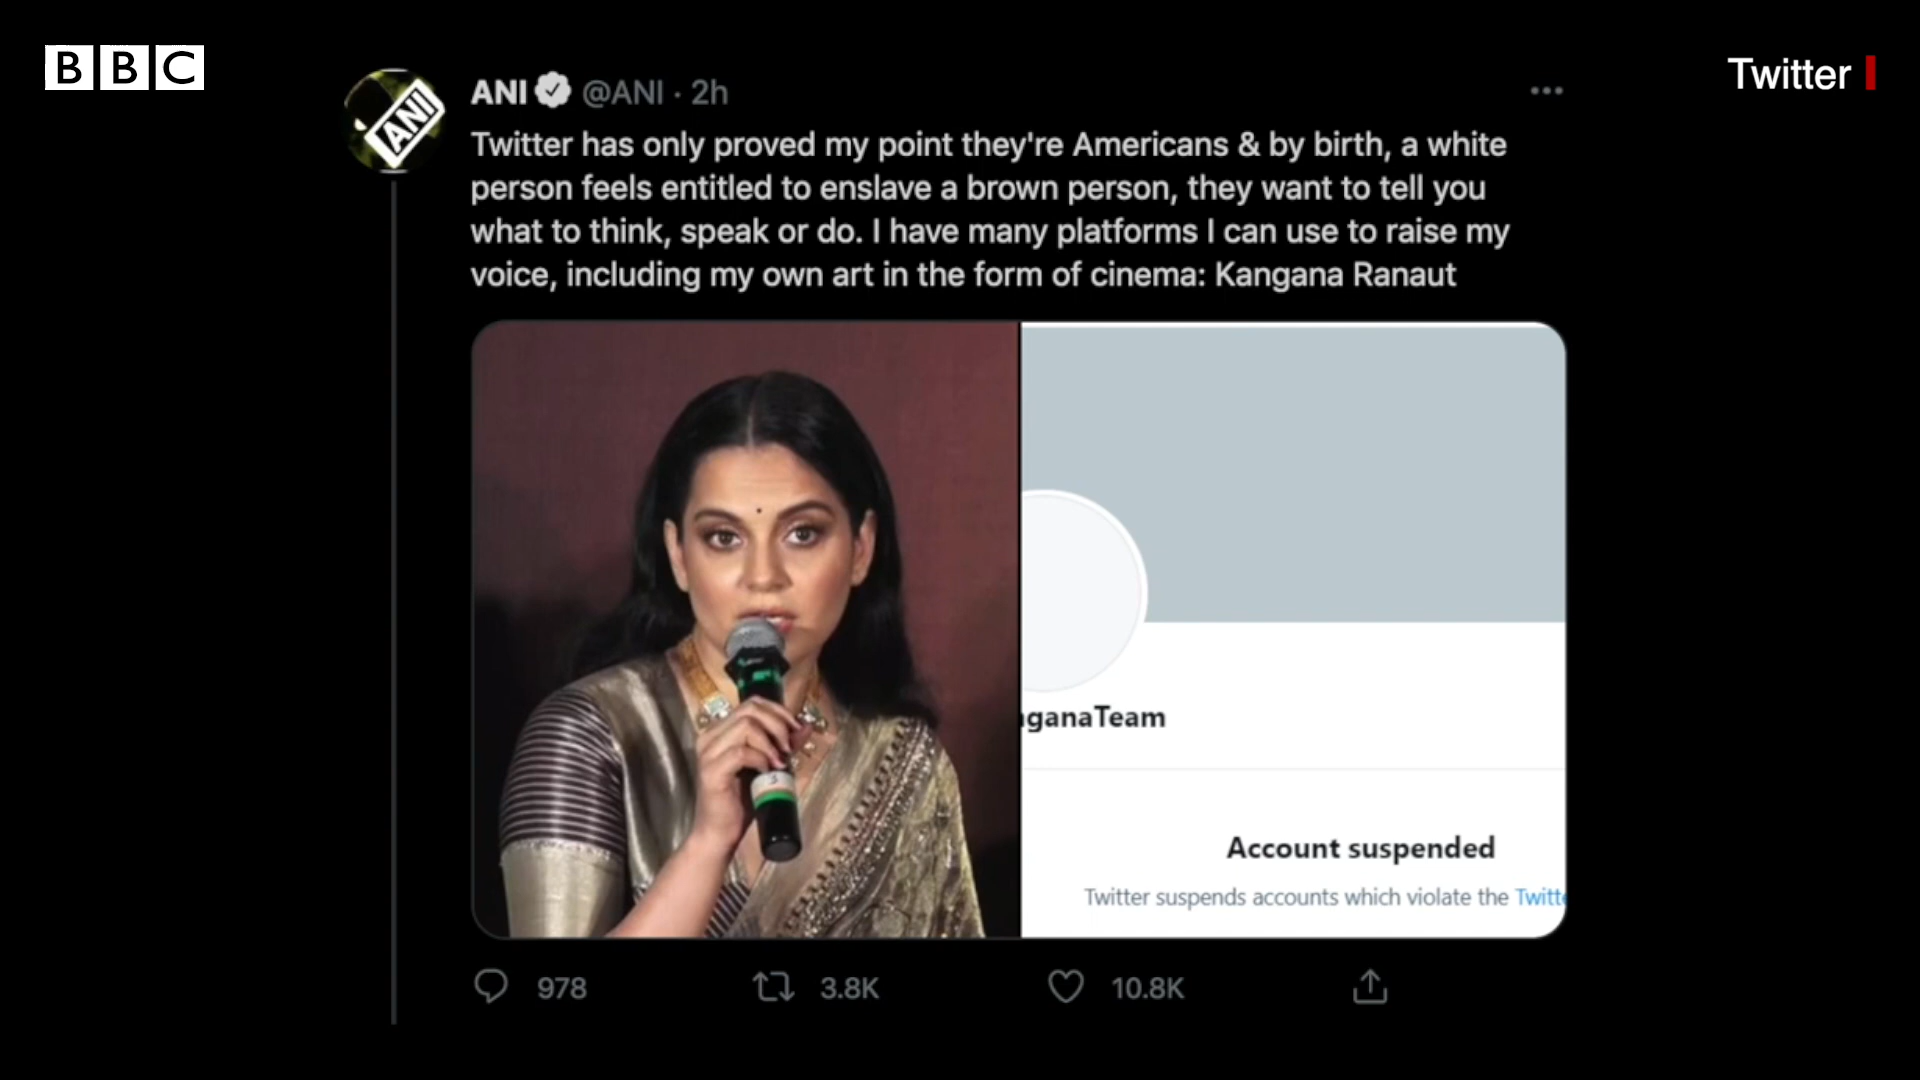 BBC
Twitter
ANI @ANI · 2h
Twitter has only proved my point they're Americans & by birth, a white
person feels entitled to enslave a brown person, they want to tell you
what to think, speak or do. I have many platforms I can use to raise my
voice, including my own art in the form of cinema: Kangana Ranaut
ANI
ganaTeam
Account suspended
Twitter suspends accounts which violate the Twitte
978 3.8K 10.8K